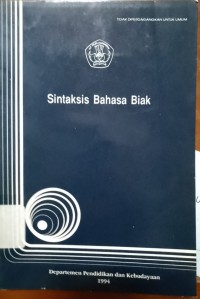 TIDAK DIPERDAGANGKAN UNTUK UMUM
Sintaksis Bahasa Biak
Departemen Pendidikan dan Kebudayaan
1994